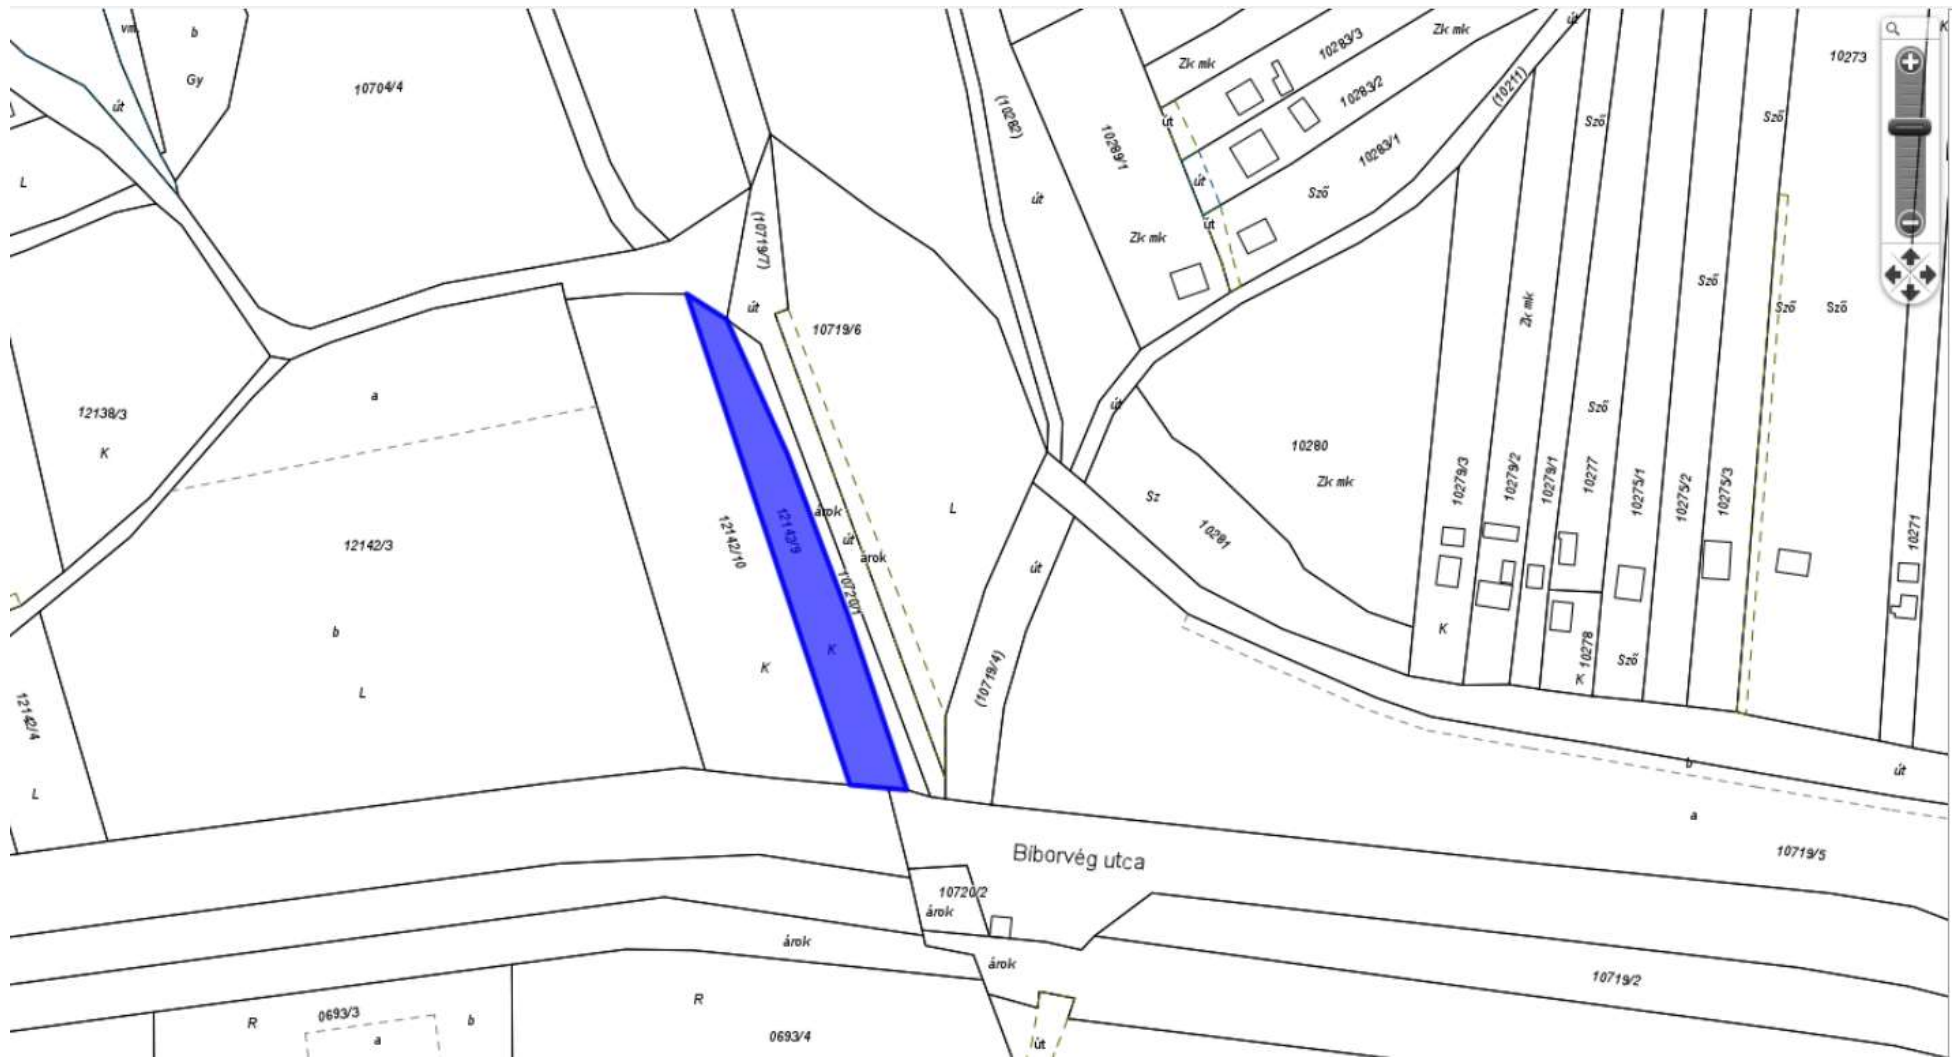 vm
b
Gy
10704/4
út
L
12138/3
K
a
12142/3
b
L
12142/4
L
(10719/7)
út
10719/6
12142/10
12143/9
K
K
árok
út
árok
10720/1
L
(10282)
út
10289/1
Zk mk
Zk mk
10283/3
Zk mk
10283/2
10283/1
Sző
út
út
út
út
(10211)
út
10280
Zk mk
Sz
10281
út
(10719/4)
10279/3
K
Zk mk
10279/2
10279/1
Sző
Sző
10277
K
10278
10275/1
Sző
Sző
10275/2
10275/3
Sző
Sző
Sző
10273
10271
K
b
út
a
10719/5
Bíborvég utca
10720/2
árok
árok
árok
10719/2
út
R
0693/3
a
b
R
0693/4